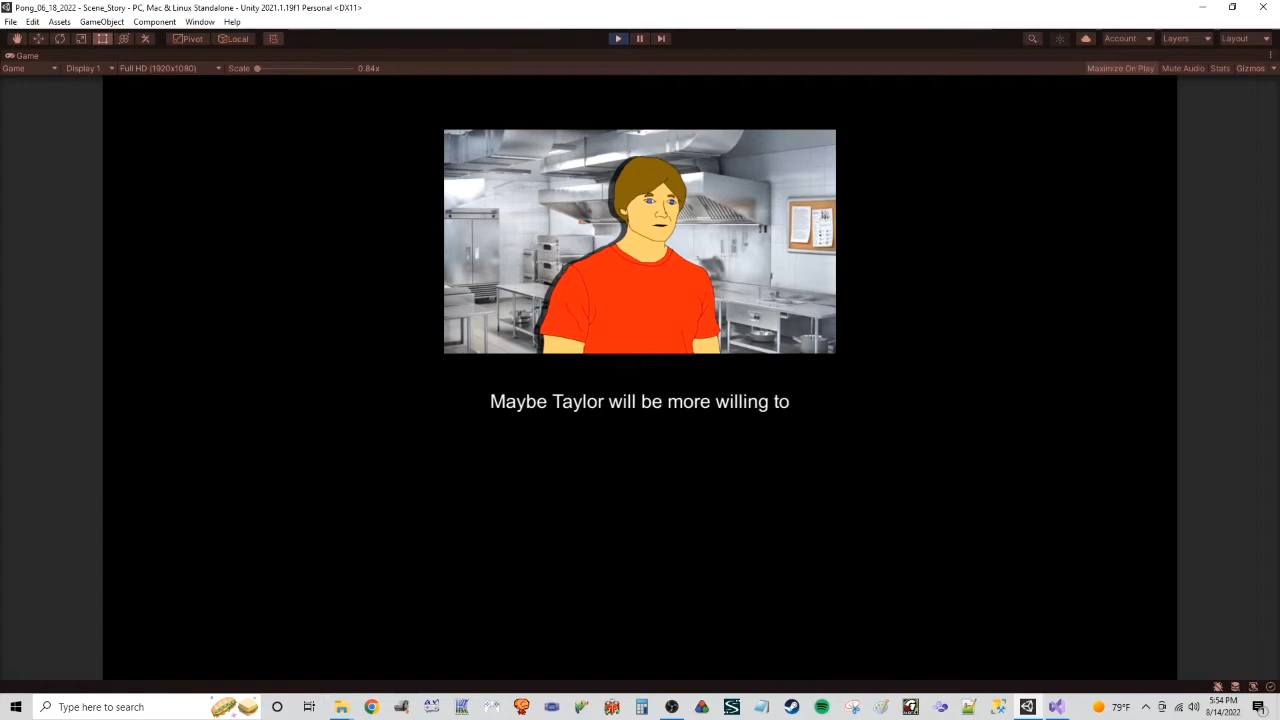 Pong_06_18_2022 - Scene_Story - PC, Mac & Linux Standalone - Unity 2021.1.19f1 Personal <DX11>
File Edit Assets GameObject Component Window Help
Pivot Local Account Layers Layout
Game
Game Display 1 Full HD (1920x1080) Scale 0.84x Maximize On Play Mute Audio Stats Gizmos
Maybe Taylor will be more willing to
Type here to search
79°F
5:54 PM
8/14/2022